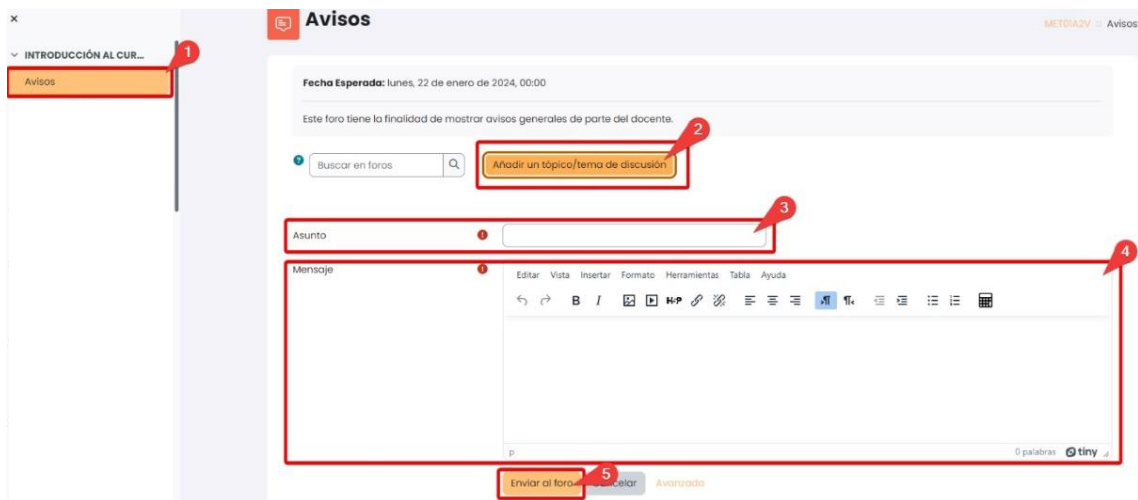 ×
Avisos
MET01A2V :: Avisos
INTRODUCCIÓN AL CUR...
1
Avisos
Fecha Esperada: lunes, 22 de enero de 2024, 00:00
Este foro tiene la finalidad de mostrar avisos generales de parte del docente.
2
Buscar en foros
Añadir un tópico/tema de discusión
3
Asunto
4
Mensaje
Editar Vista Insertar Formato Herramientas Tabla Ayuda
B I H-P
p 0 palabras tiny
Enviar al foro 5 Cancelar Avanzada